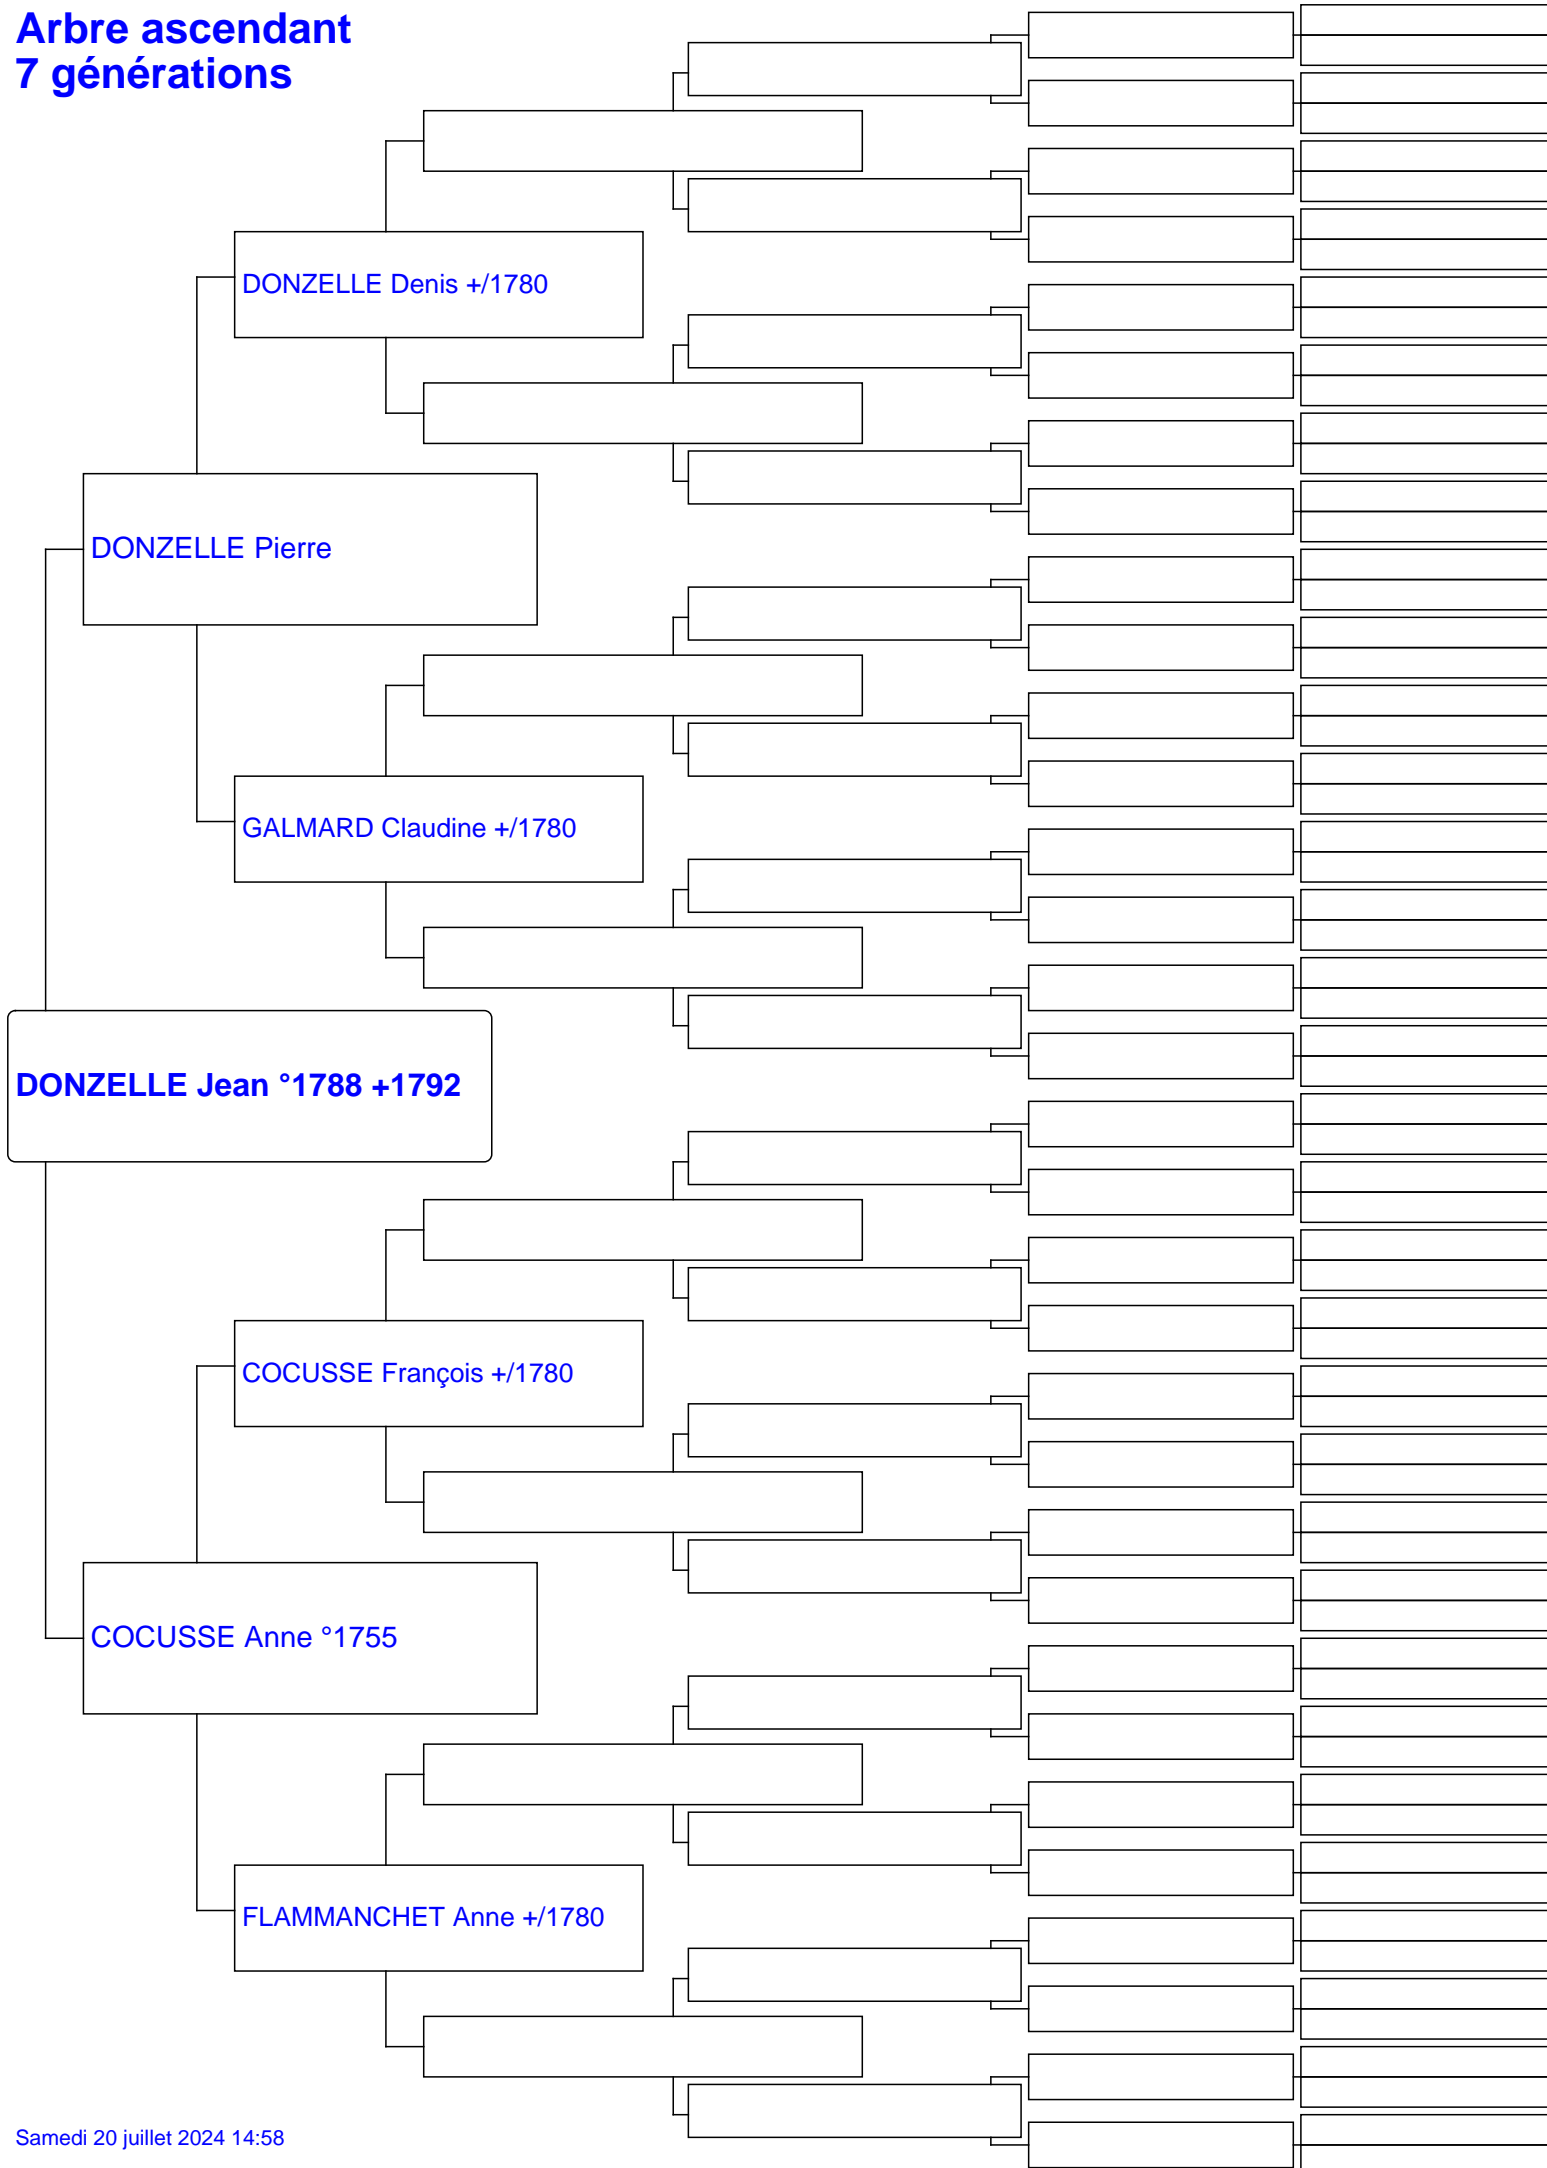 Arbre ascendant
7 générations
DONZELLE Denis +/1780
DONZELLE Pierre
GALMARD Claudine +/1780
DONZELLE Jean °1788 +1792
COCUSSE François +/1780
COCUSSE Anne °1755
FLAMMANCHET Anne +/1780
Samedi 20 juillet 2024 14:58